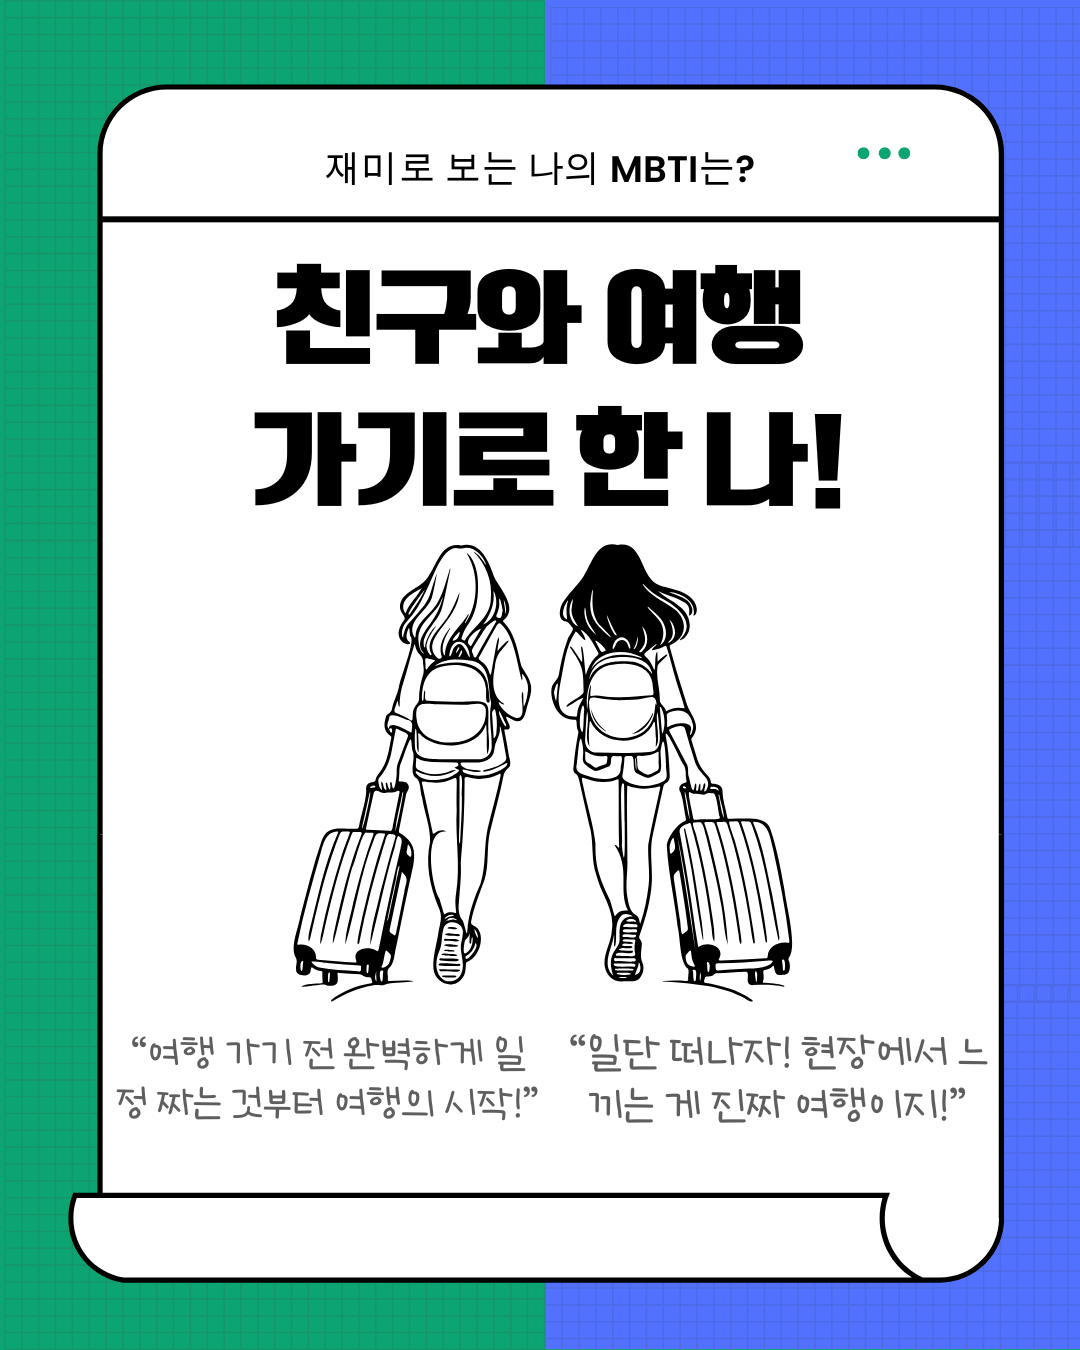 재미로 보는 나의 MBTI는?
친구와 여행
가기로 한 나!
“여행 가기 전 완벽하게 일
정 짜는 것부터 여행의 시작!”
“일단 떠나자! 현장에서 느
끼는 게 진짜 여행이지!”